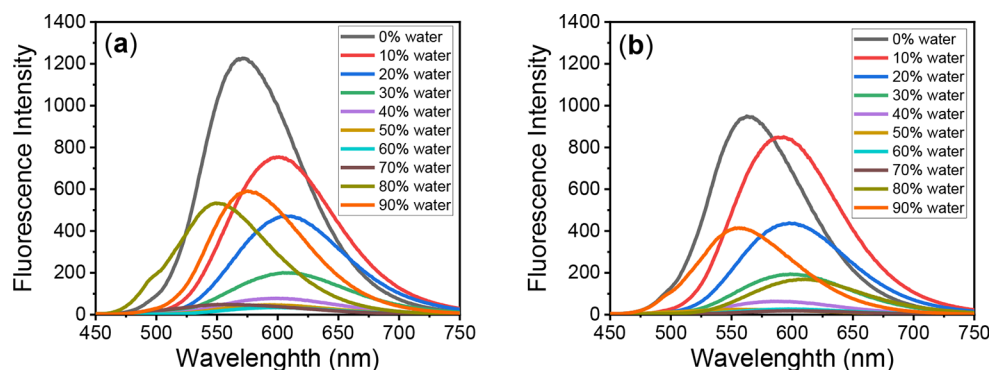 (a)
Fluorescence Intensity
1400
1200
1000
800
600
400
200
0
450 500 550 600 650 700 750
Wavelenghth (nm)
0% water
10% water
20% water
30% water
40% water
50% water
60% water
70% water
80% water
90% water
(b)
Fluorescence Intensity
1400
1200
1000
800
600
400
200
0
450 500 550 600 650 700 750
Wavelenghth (nm)
0% water
10% water
20% water
30% water
40% water
50% water
60% water
70% water
80% water
90% water